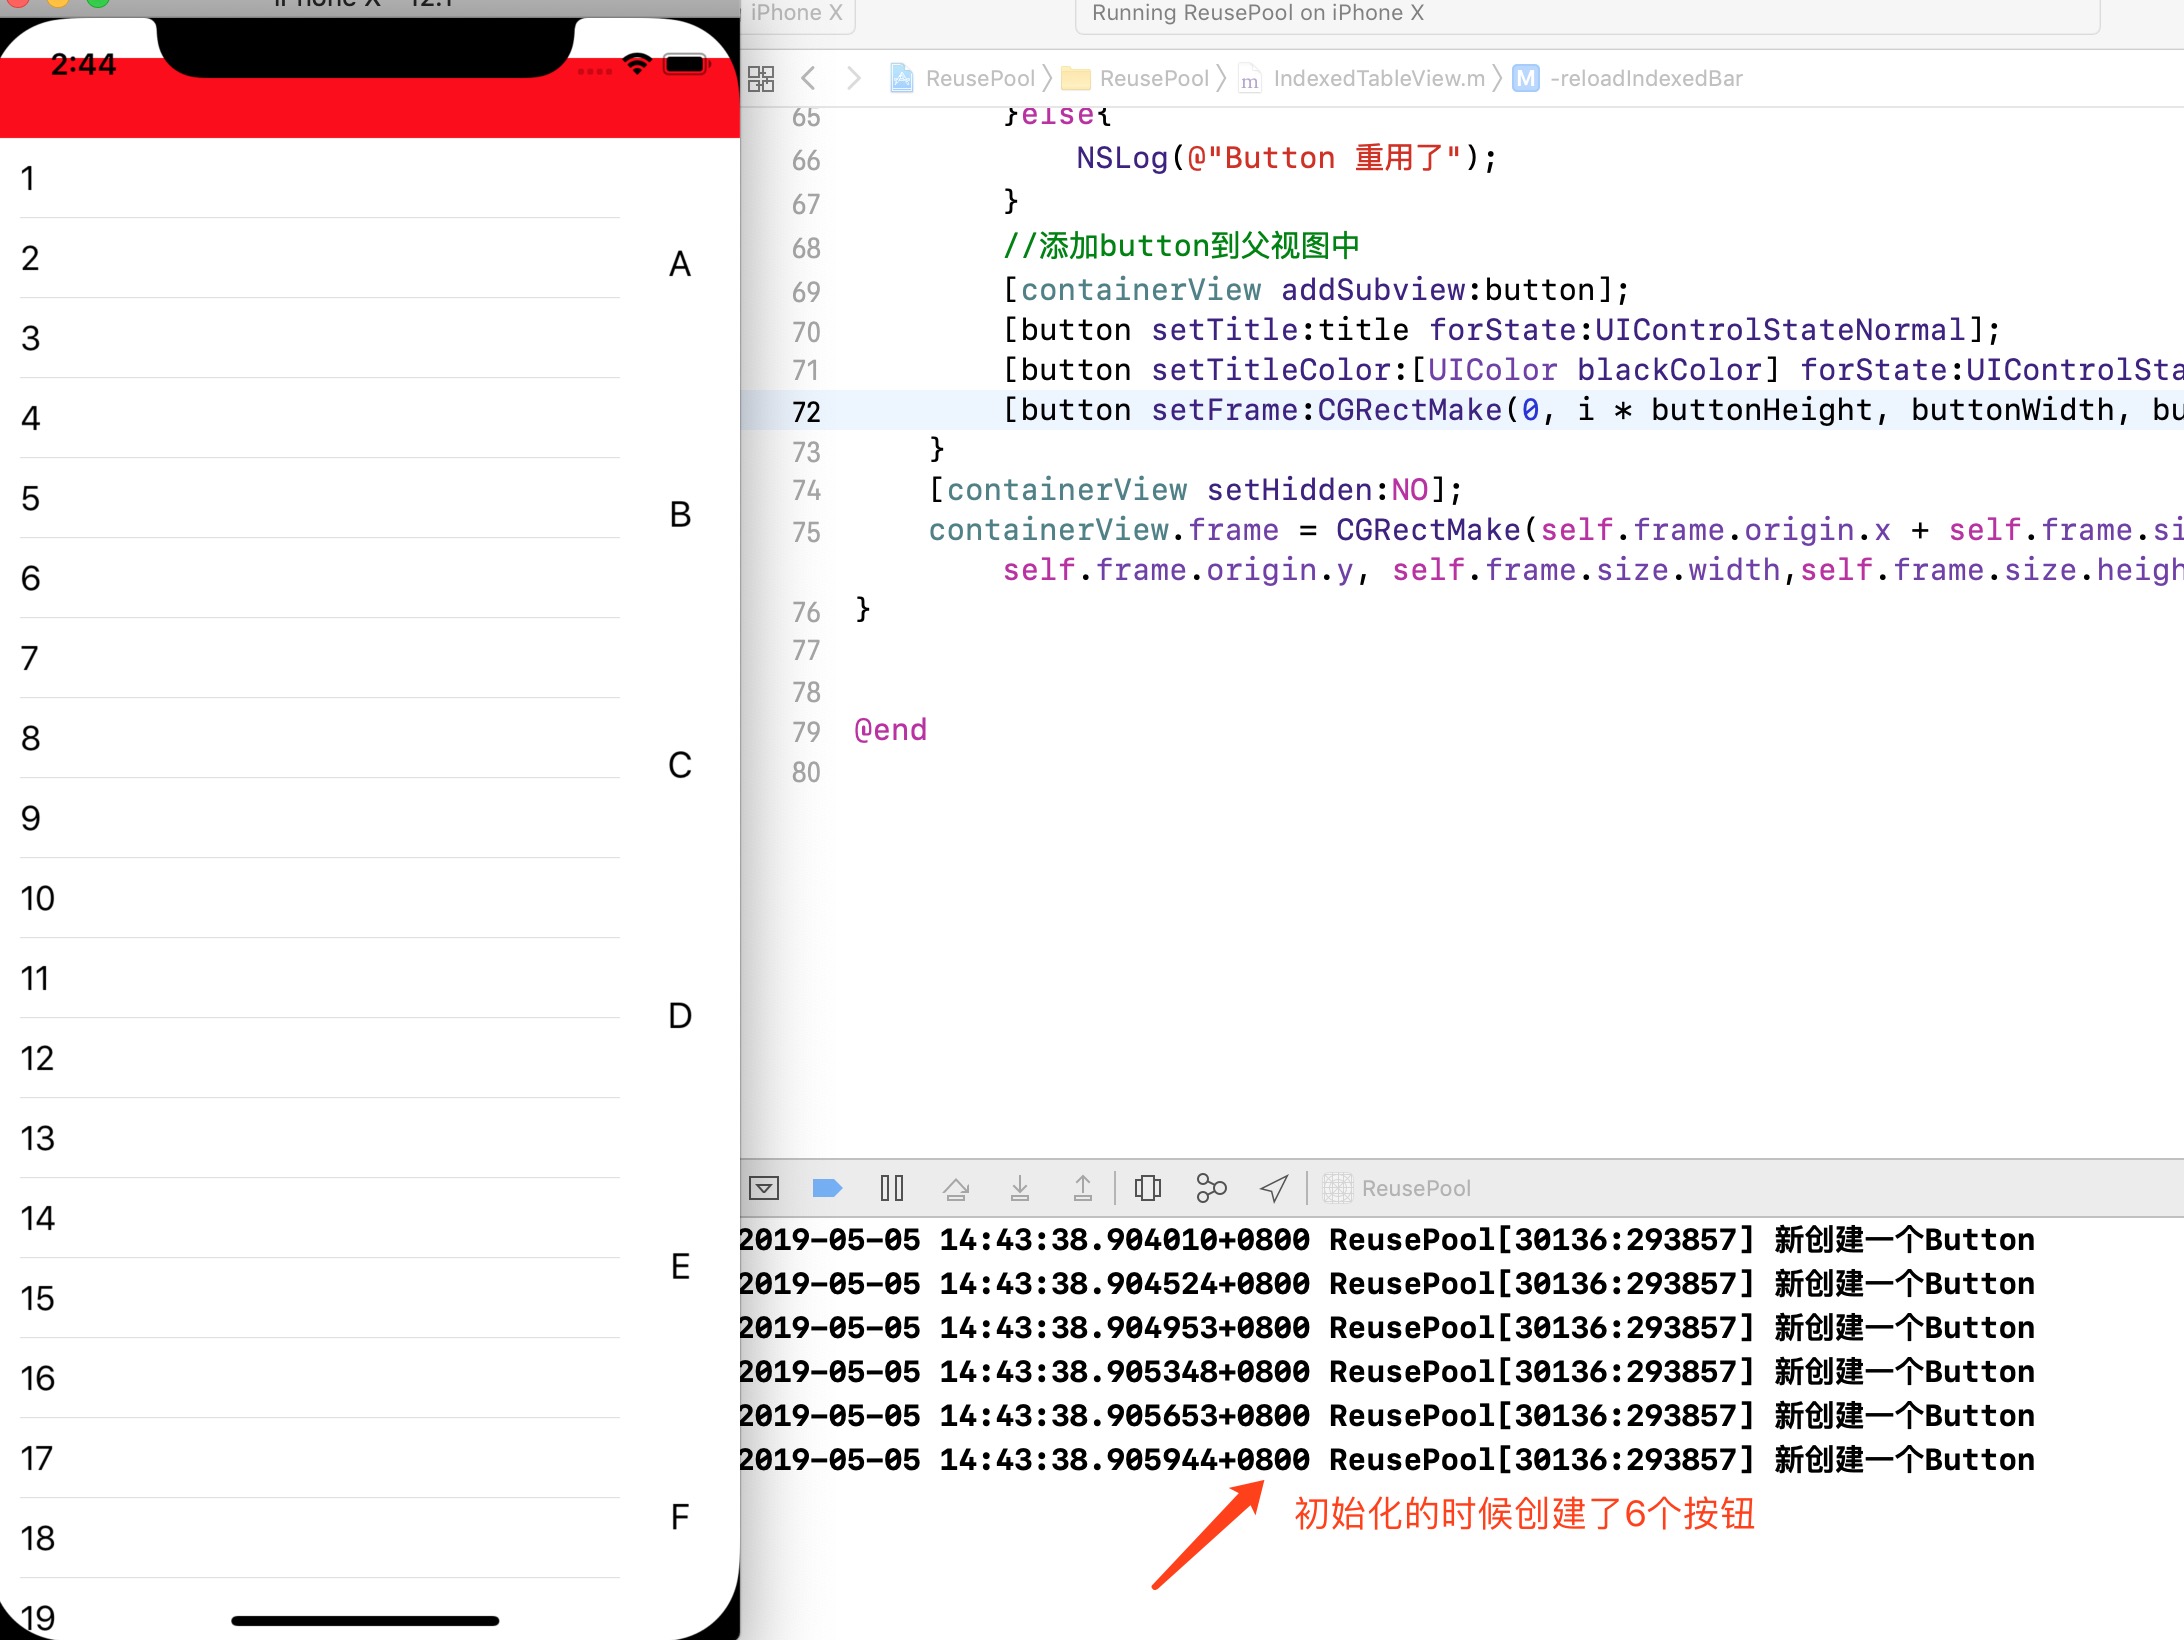 iPhone X
2:44
1
2
3
4
5
6
7
8
9
10
11
12
13
14
15
16
17
18
19
A
B
C
D
E
F
iPhone X
Running ReusePool on iPhone X
ReusePool ReusePool IndexedTableView.m M -reloadIndexedBar
65 }else{
66 NSLog(@"Button 重用了");
67 }
68 //添加button到父视图中
69 [containerView addSubview:button];
70 [button setTitle:title forState:UIControlStateNormal];
71 [button setTitleColor:[UIColor blackColor] forState:UIControlSta
72 [button setFrame:CGRectMake(0, i * buttonHeight, buttonWidth, bu
73 }
74 [containerView setHidden:NO];
75 containerView.frame = CGRectMake(self.frame.origin.x + self.frame.si
self.frame.origin.y, self.frame.size.width,self.frame.size.heigh
76 }
77
78
79 @end
80
ReusePool
2019-05-05 14:43:38.904010+0800 ReusePool[30136:293857] 新创建一个Button
2019-05-05 14:43:38.904524+0800 ReusePool[30136:293857] 新创建一个Button
2019-05-05 14:43:38.904953+0800 ReusePool[30136:293857] 新创建一个Button
2019-05-05 14:43:38.905348+0800 ReusePool[30136:293857] 新创建一个Button
2019-05-05 14:43:38.905653+0800 ReusePool[30136:293857] 新创建一个Button
2019-05-05 14:43:38.905944+0800 ReusePool[30136:293857] 新创建一个Button
初始化的时候创建了6个按钮